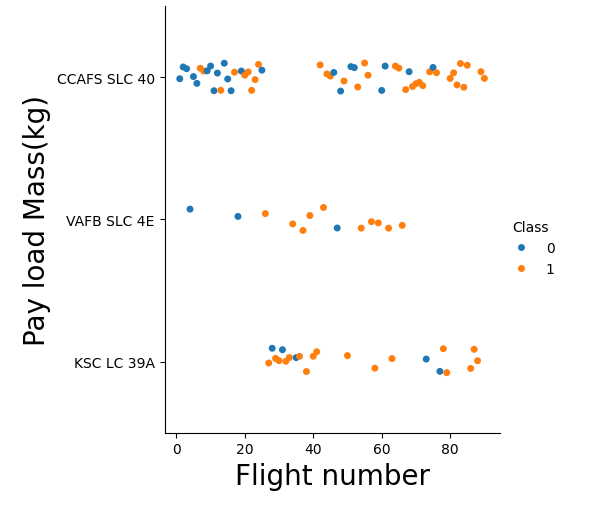 Pay load Mass(kg)
CCAFS SLC 40
VAFB SLC 4E
KSC LC 39A
0 20 40 60 80
Flight number
Class
0
1